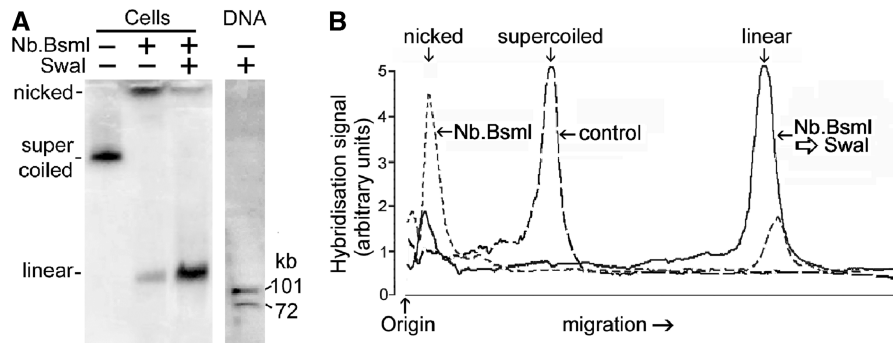 A
Cells
DNA
Nb.BsmI – + + –
SwaI – – + +
nicked
super
coiled
linear
kb
101
72
B
nicked
supercoiled
linear
Hybridisation signal
(arbitrary units)
5
4
3
2
1
0
Nb.BsmI
control
Nb.BsmI
⇨ SwaI
Origin
migration →